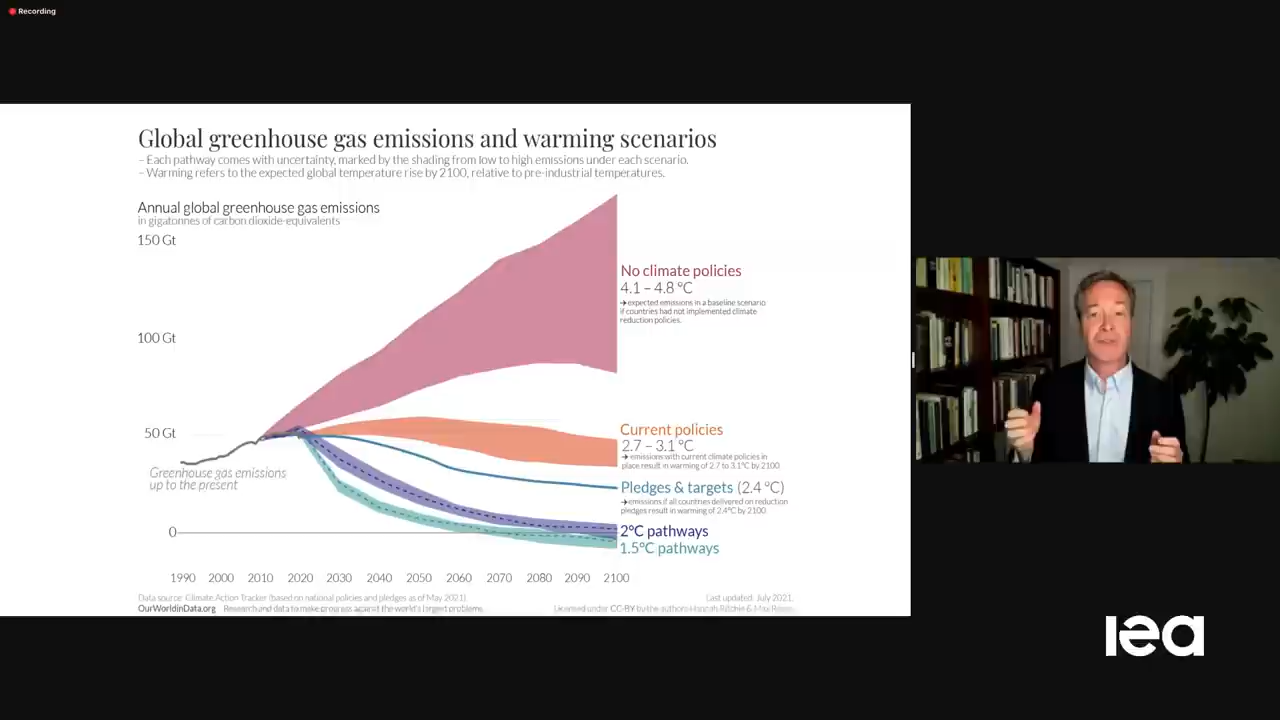 Recording
Global greenhouse gas emissions and warming scenarios
– Each pathway comes with uncertainty, marked by the shading from low to high emissions under each scenario.
– Warming refers to the expected global temperature rise by 2100, relative to pre-industrial temperatures.
Annual global greenhouse gas emissions
in gigatonnes of carbon dioxide-equivalents
150 Gt
100 Gt
50 Gt
0
Greenhouse gas emissions
up to the present
No climate policies
4.1 – 4.8 °C
→ expected emissions in a baseline scenario
if countries had not implemented climate
reduction policies.
Current policies
2.7 – 3.1 °C
→ emissions with current climate policies in
place result in warming of 2.7 to 3.1°C by 2100
Pledges & targets (2.4 °C)
→ emissions if all countries delivered on reduction
pledges result in warming of 2.4°C by 2100
2°C pathways
1.5°C pathways
1990 2000 2010 2020 2030 2040 2050 2060 2070 2080 2090 2100
Data source: Climate Action Tracker (based on national policies and pledges as of May 2021).
Last updated: July 2021.
OurWorldinData.org Research and data to make progress against the world's largest problems.
Licensed under CC-BY by the authors Hannah Ritchie & Max Roser.
iea